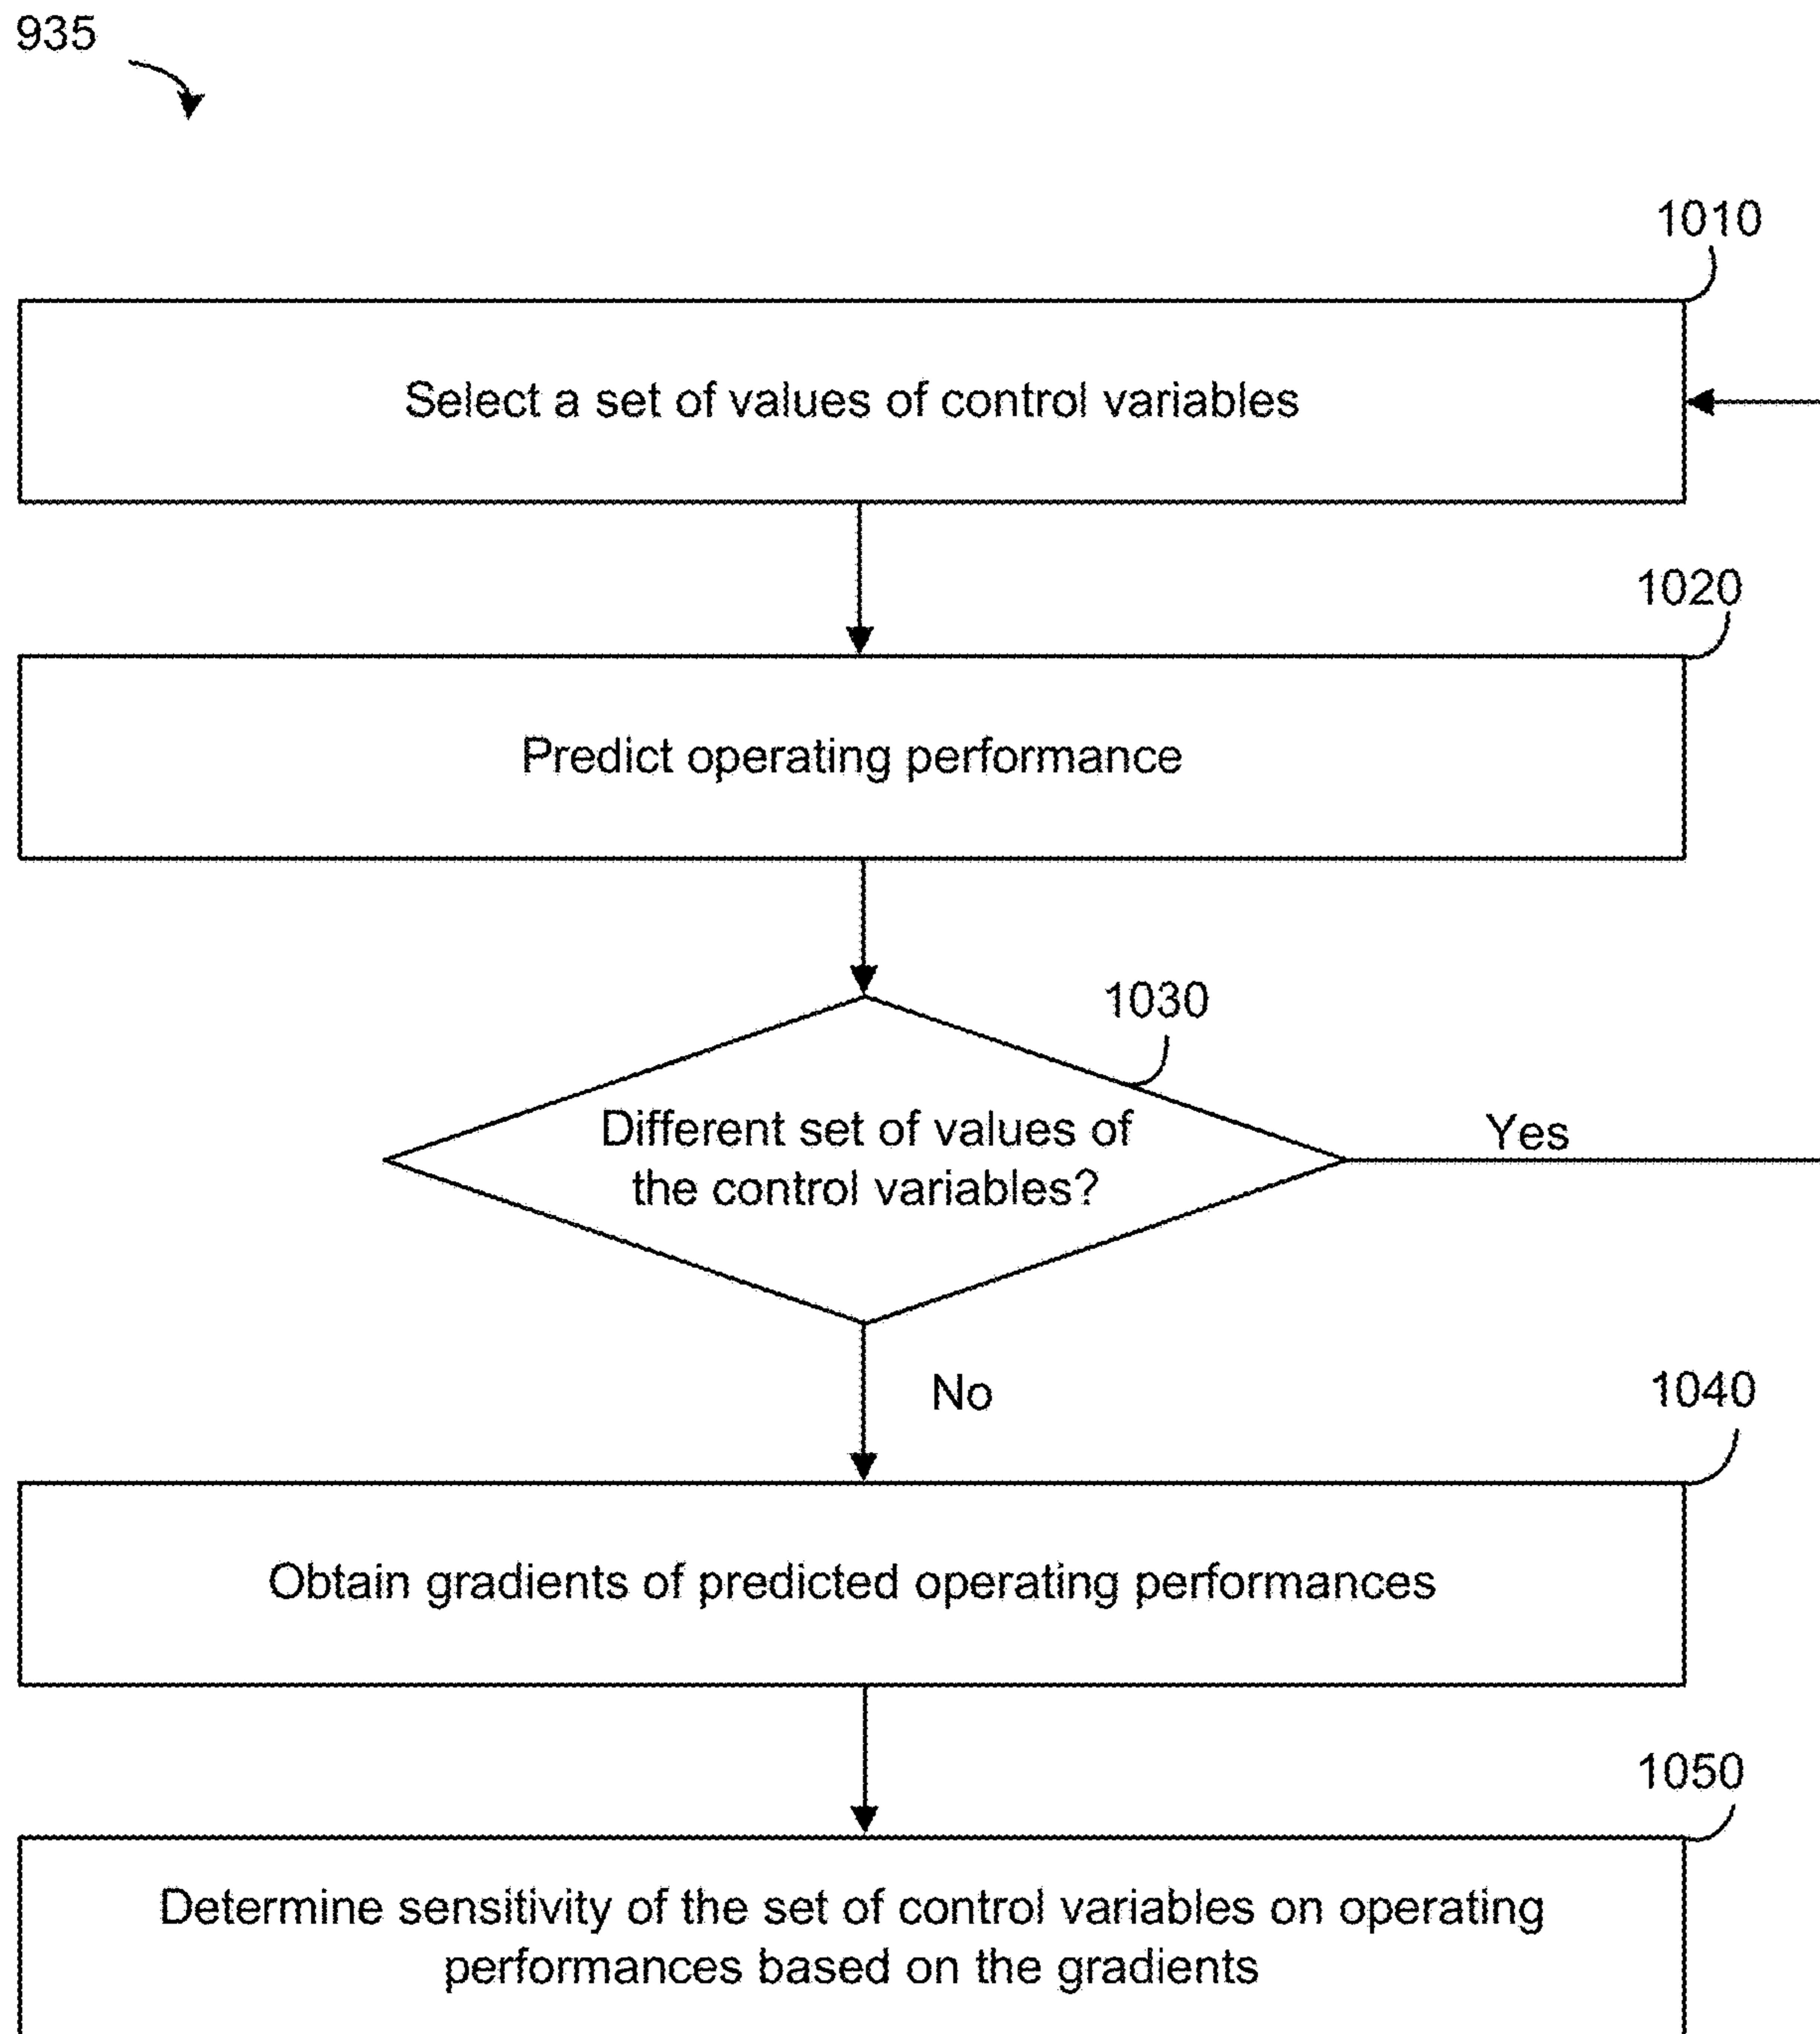 935
1010
Select a set of values of control variables
1020
Predict operating performance
1030
Different set of values of
the control variables?
Yes
No
1040
Obtain gradients of predicted operating performances
1050
Determine sensitivity of the set of control variables on operating
performances based on the gradients